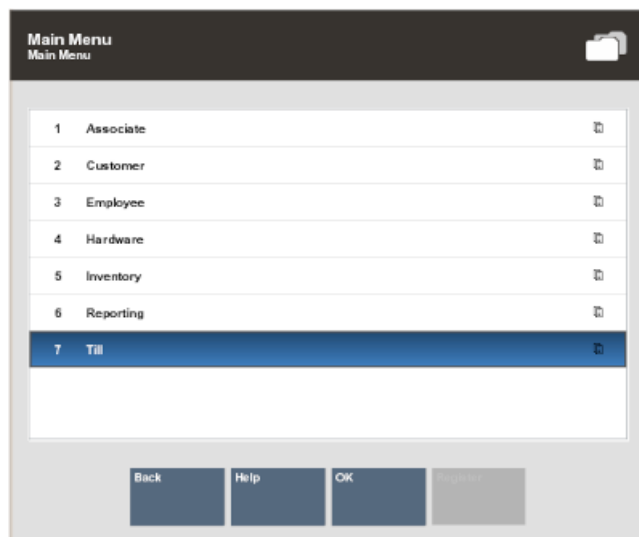 Main Menu
Main Menu
1 Associate
2 Customer
3 Employee
4 Hardware
5 Inventory
6 Reporting
7 Till
Back Help OK Register